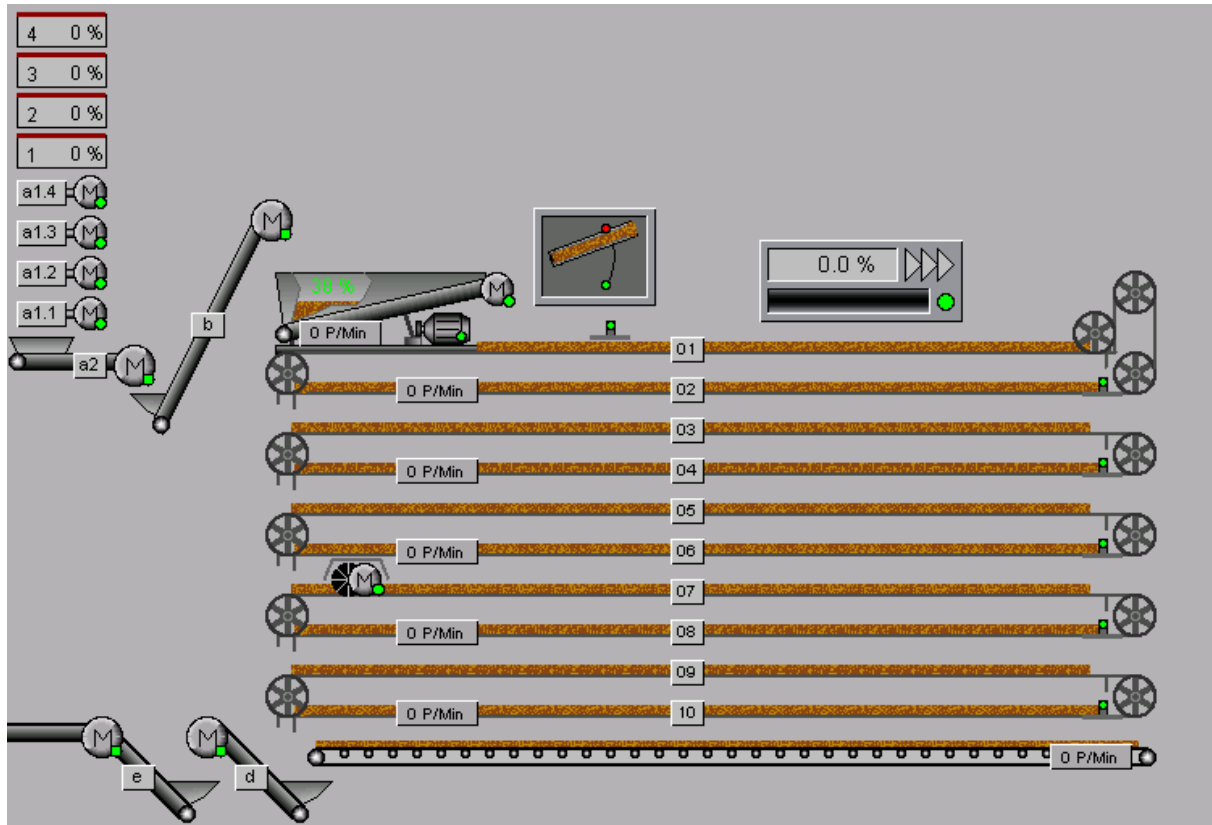 4 0 %
3 0 %
2 0 %
1 0 %
a1.4 M
a1.3 M
a1.2 M
a1.1 M
a2 M
M
b
38 %
M
0 P/Min
0.0 %
01
0 P/Min 02
03
0 P/Min 04
05
0 P/Min 06
M
07
0 P/Min 08
09
0 P/Min 10
M
M
e
d
0 P/Min